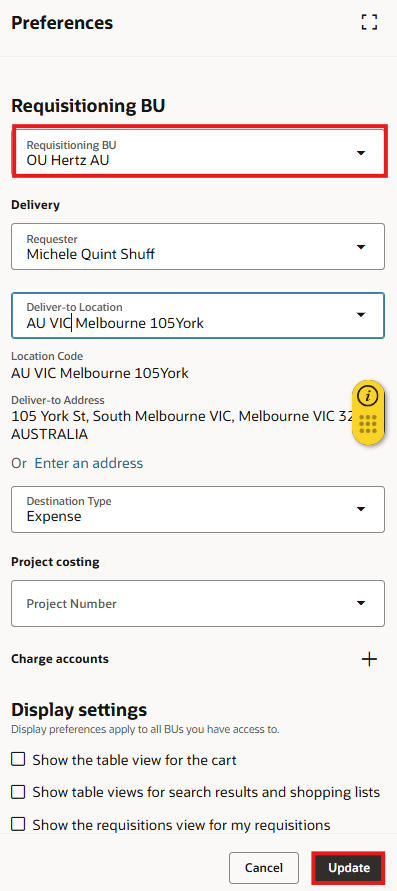 Preferences
Requisitioning BU
Requisitioning BU
OU Hertz AU
Delivery
Requester
Michele Quint Shuff
Deliver-to Location
AU VIC Melbourne 105York
Location Code
AU VIC Melbourne 105York
Deliver-to Address
105 York St, South Melbourne VIC, Melbourne VIC
AUSTRALIA
Or Enter an address
Destination Type
Expense
Project costing
Project Number
Charge accounts
Display settings
Display preferences apply to all BUs you have access to.
Show the table view for the cart
Show table views for search results and shopping lists
Show the requisitions view for my requisitions
Cancel
Update